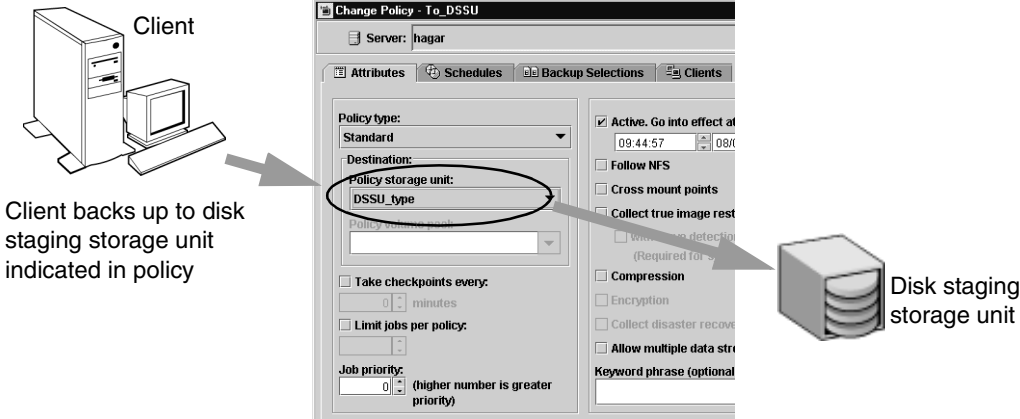 Client
Client backs up to disk
staging storage unit
indicated in policy
Change Policy - To_DSSU
Server: hagar
Attributes
Schedules
Backup Selections
Clients
Policy type:
Standard
Destination:
Policy storage unit:
DSSU_type
Policy volume pool:
Take checkpoints every:
0 minutes
Limit jobs per policy:
Job priority:
0 (higher number is greater
priority)
Active. Go into effect at
09:44:57 08/0
Follow NFS
Cross mount points
Collect true image rest
detection
(Required for s
Compression
Encryption
Collect disaster recove
Allow multiple data stre
Keyword phrase (optional
Disk staging
storage unit